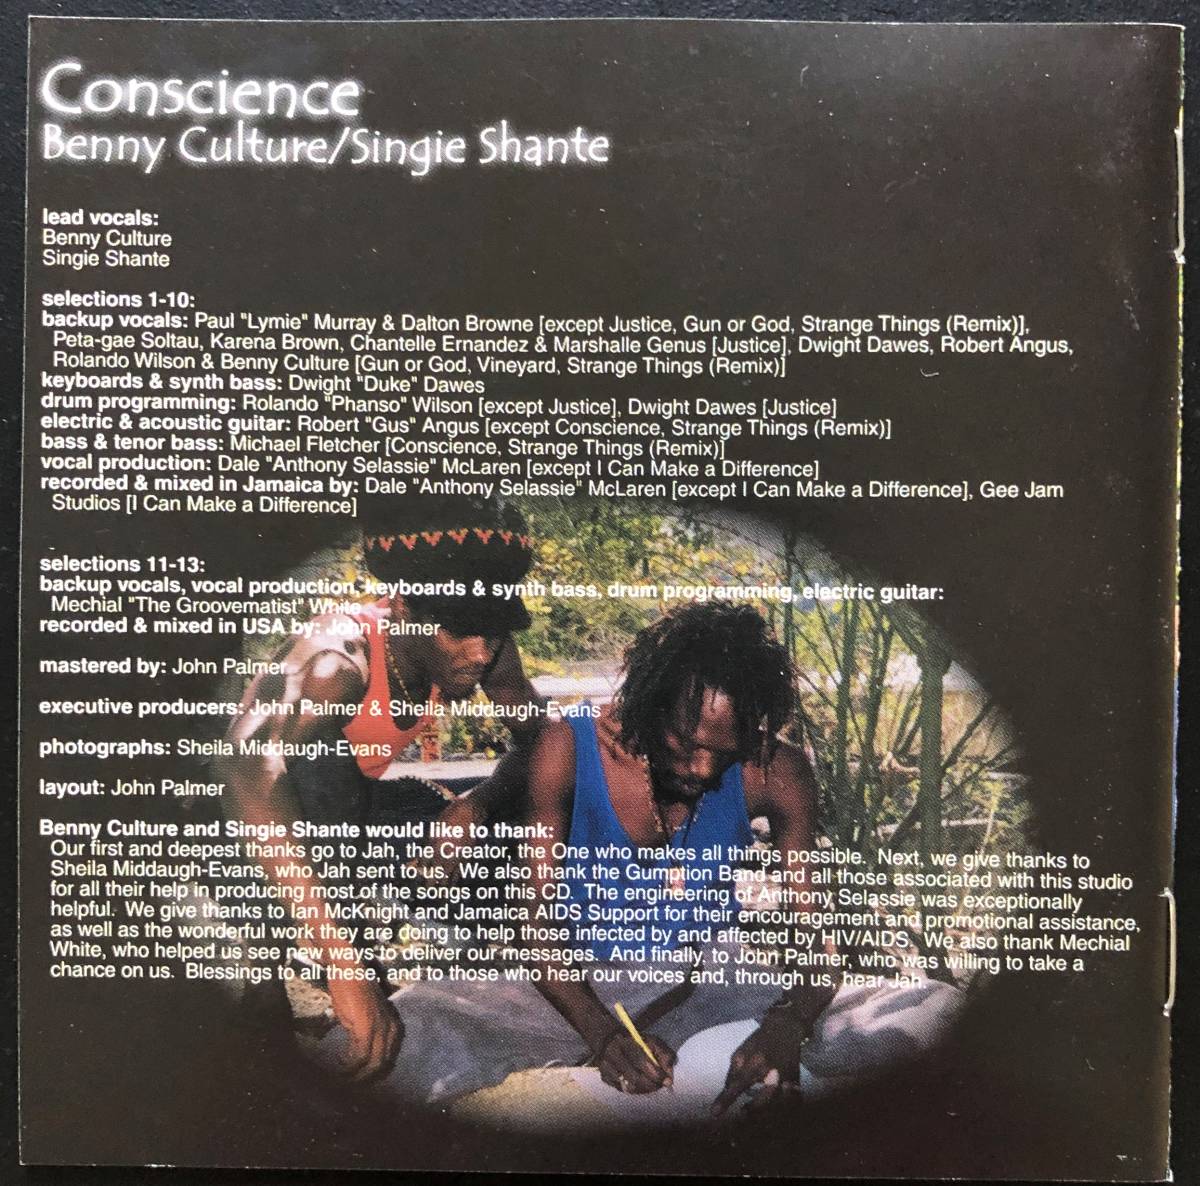 Conscience
Benny Culture/Singie Shante
lead vocals:
Benny Culture
Singie Shante
selections 1-10:
backup vocals: Paul "Lymie" Murray & Dalton Browne [except Justice, Gun or God, Strange Things (Remix)],
Peta-gae Soltau, Karena Brown, Chantelle Ernandez & Marshalle Genus [Justice], Dwight Dawes, Robert Angus,
Rolando Wilson & Benny Culture [Gun or God, Vineyard, Strange Things (Remix)]
keyboards & synth bass: Dwight "Duke" Dawes
drum programming: Rolando "Phanso" Wilson [except Justice], Dwight Dawes [Justice]
electric & acoustic guitar: Robert "Gus" Angus [except Conscience, Strange Things (Remix)]
bass & tenor bass: Michael Fletcher [Conscience, Strange Things (Remix)]
vocal production: Dale "Anthony Selassie" McLaren [except I Can Make a Difference]
recorded & mixed in Jamaica by: Dale "Anthony Selassie" McLaren [except I Can Make a Difference], Gee Jam
Studios [I Can Make a Difference]
selections 11-13:
backup vocals, vocal production, keyboards & synth bass, drum programming, electric guitar:
Mechial "The Groovematist" White
recorded & mixed in USA by: John Palmer
mastered by: John Palmer
executive producers: John Palmer & Sheila Middaugh-Evans
photographs: Sheila Middaugh-Evans
layout: John Palmer
Benny Culture and Singie Shante would like to thank:
Our first and deepest thanks go to Jah, the Creator, the One who makes all things possible. Next, we give thanks to
Sheila Middaugh-Evans, who Jah sent to us. We also thank the Gumption Band and all those associated with this studio
for all their help in producing most of the songs on this CD. The engineering of Anthony Selassie was exceptionally
helpful. We give thanks to Ian McKnight and Jamaica AIDS Support for their encouragement and promotional assistance,
as well as the wonderful work they are doing to help those infected by and affected by HIV/AIDS. We also thank Mechial
White, who helped us see new ways to deliver our messages. And finally, to John Palmer, who was willing to take a
chance on us. Blessings to all these, and to those who hear our voices and, through us, hear Jah.